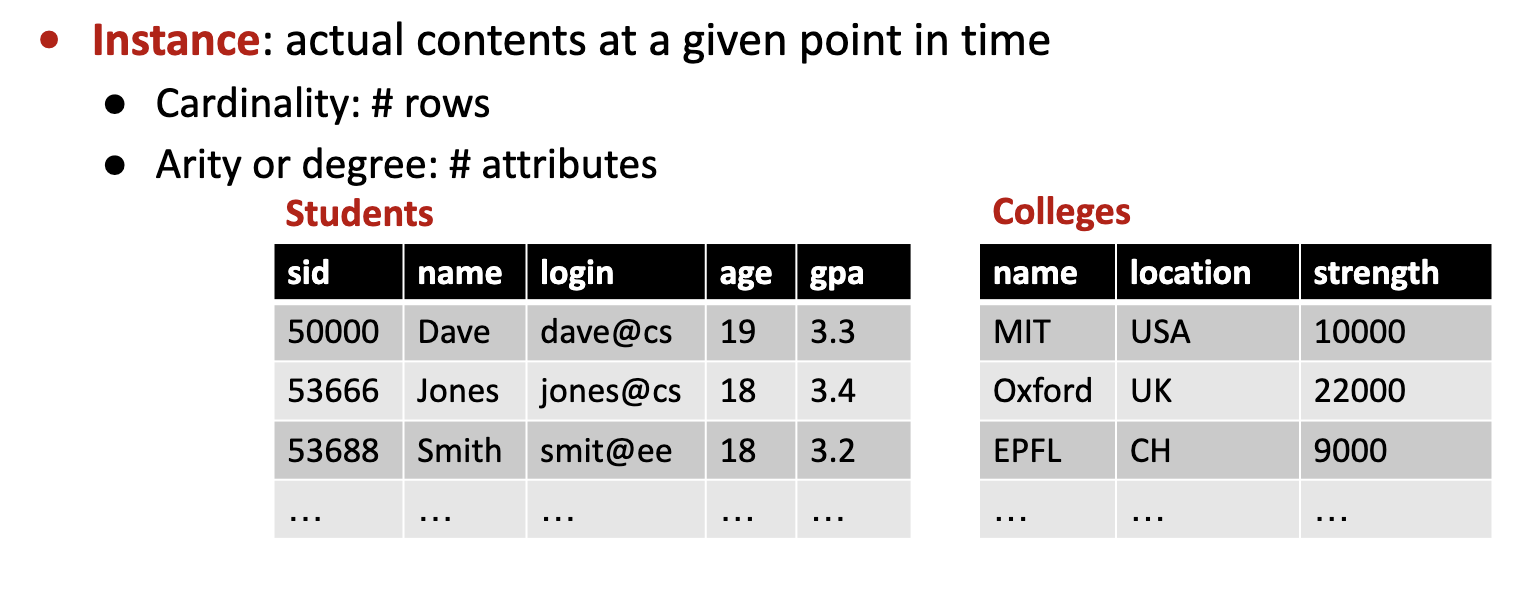 • Instance: actual contents at a given point in time
• Cardinality: # rows
• Arity or degree: # attributes
Students
sid name login age gpa
50000 Dave dave@cs 19 3.3
53666 Jones jones@cs 18 3.4
53688 Smith smit@ee 18 3.2
… … … … …
Colleges
name location strength
MIT USA 10000
Oxford UK 22000
EPFL CH 9000
… … …